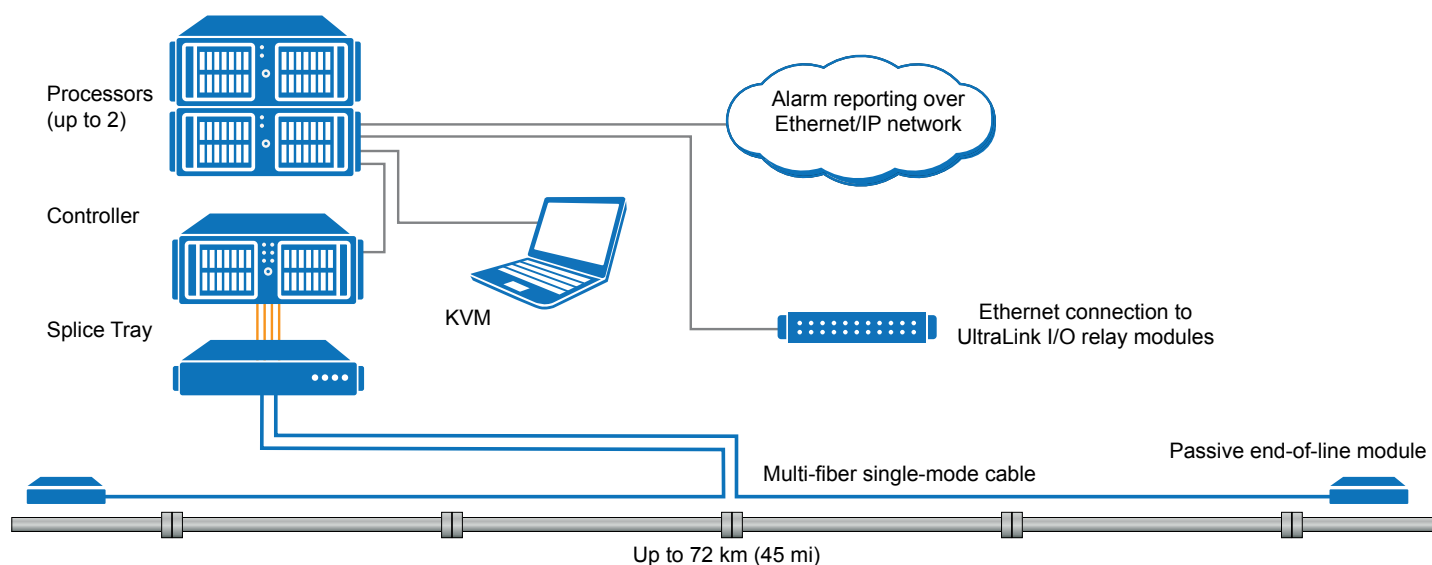 Processors
(up to 2)
Alarm reporting over
Ethernet/IP network
Controller
KVM
Ethernet connection to
UltraLink I/O relay modules
Splice Tray
Multi-fiber single-mode cable
Passive end-of-line module
Up to 72 km (45 mi)